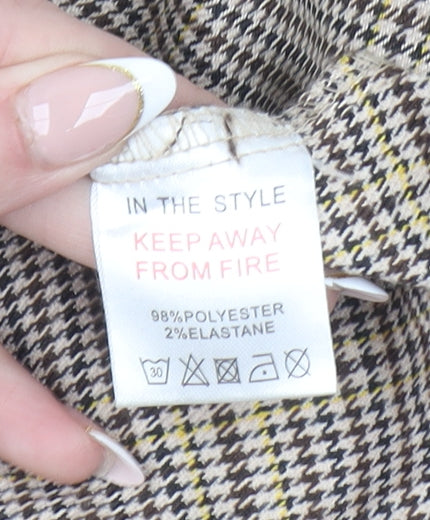 IN THE STYLE
KEEP AWAY
FROM FIRE
98%POLYESTER
2%ELASTANE
30